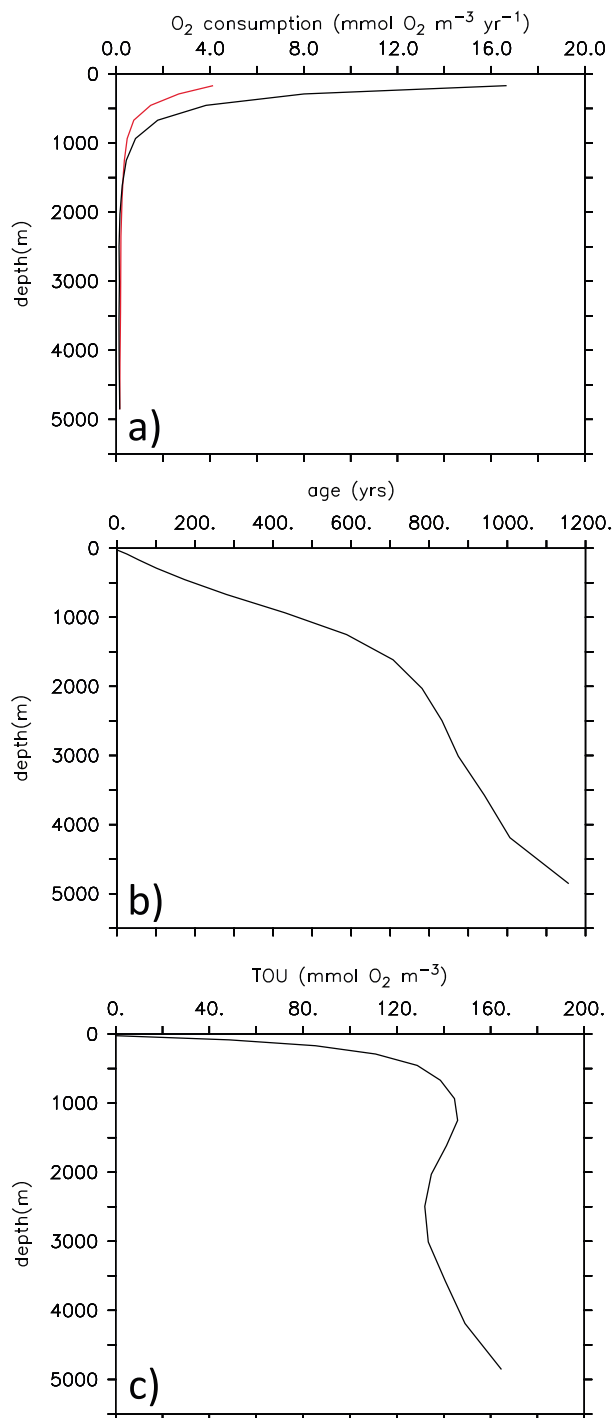 O₂ consumption (mmol O₂ m⁻³ yr⁻¹)
0.0 4.0 8.0 12.0 16.0 20.0
0
1000
2000
3000
4000
5000
depth(m)
a)
age (yrs)
0. 200. 400. 600. 800. 1000. 1200.
0
1000
2000
3000
4000
5000
depth(m)
b)
TOU (mmol O₂ m⁻³)
0. 40. 80. 120. 160. 200.
0
1000
2000
3000
4000
5000
depth(m)
c)